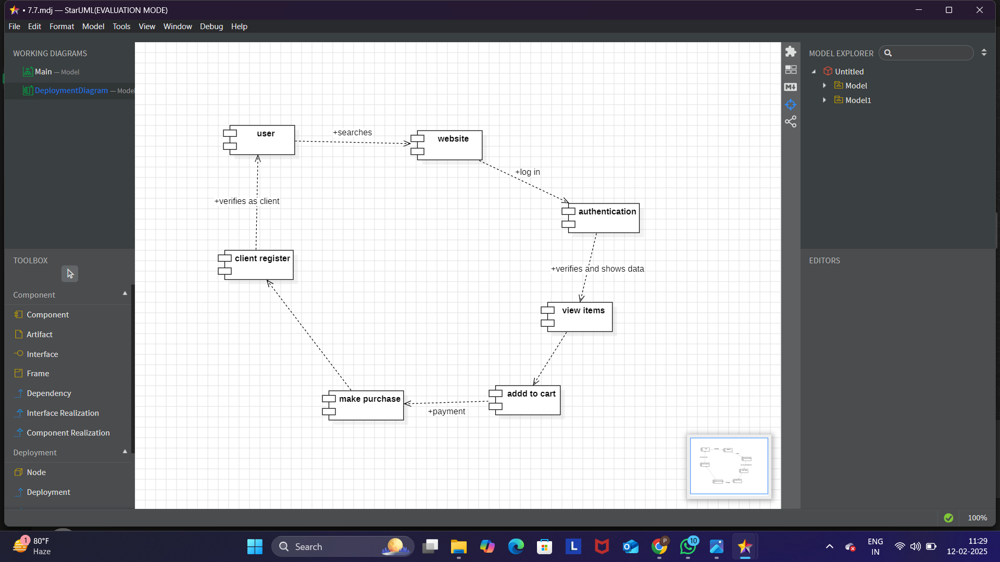 • 7.7.mdj — StarUML(EVALUATION MODE)
File Edit Format Model Tools View Window Debug Help
WORKING DIAGRAMS
Main — Model
DeploymentDiagram — Model
TOOLBOX
Component
Component
Artifact
Interface
Frame
Dependency
Interface Realization
Component Realization
Deployment
Node
Deployment
user
+searches
website
+log in
authentication
+verifies as client
client register
+verifies and shows data
view items
addd to cart
+payment
make purchase
MODEL EXPLORER
Untitled
Model
Model1
EDITORS
100%
1
80°F
Haze
Search
L
P
10
ENG
IN
11:29
12-02-2025